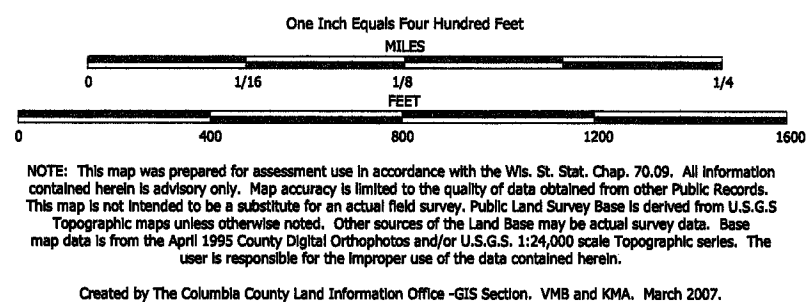 One Inch Equals Four Hundred Feet
MILES
0 1/16 1/8 1/4
FEET
0 400 800 1200 1600
NOTE: This map was prepared for assessment use in accordance with the Wis. St. Stat. Chap. 70.09. All information
contained herein is advisory only. Map accuracy is limited to the quality of data obtained from other Public Records.
This map is not intended to be a substitute for an actual field survey. Public Land Survey Base is derived from U.S.G.S
Topographic maps unless otherwise noted. Other sources of the Land Base may be actual survey data. Base
map data is from the April 1995 County Digital Orthophotos and/or U.S.G.S. 1:24,000 scale Topographic series. The
user is responsible for the improper use of the data contained herein.
Created by The Columbia County Land Information Office -GIS Section. VMB and KMA. March 2007.